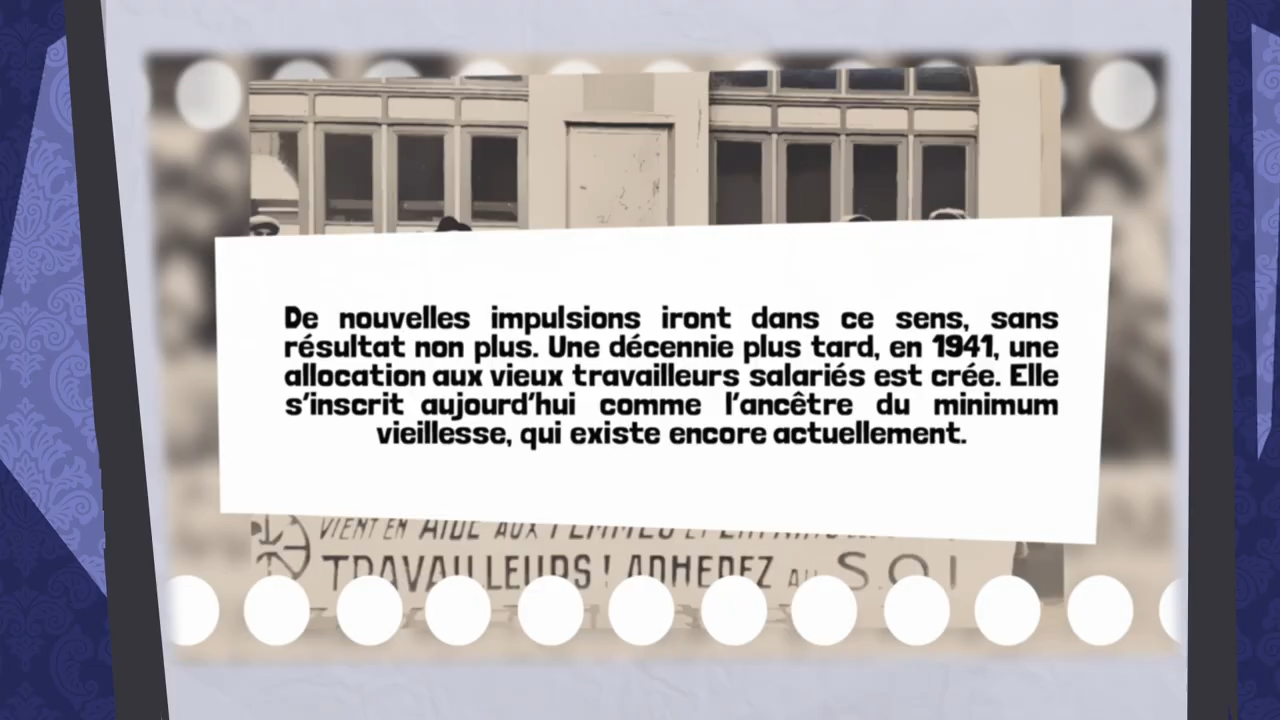 De nouvelles impulsions iront dans ce sens, sans
résultat non plus. Une décennie plus tard, en 1941, une
allocation aux vieux travailleurs salariés est crée. Elle
s'inscrit aujourd'hui comme l'ancêtre du minimum
vieillesse, qui existe encore actuellement.
VIENT EN AIDE AUX FEMMES ET
TRAVAILLEURS! ADHEREZ AU S.O.I